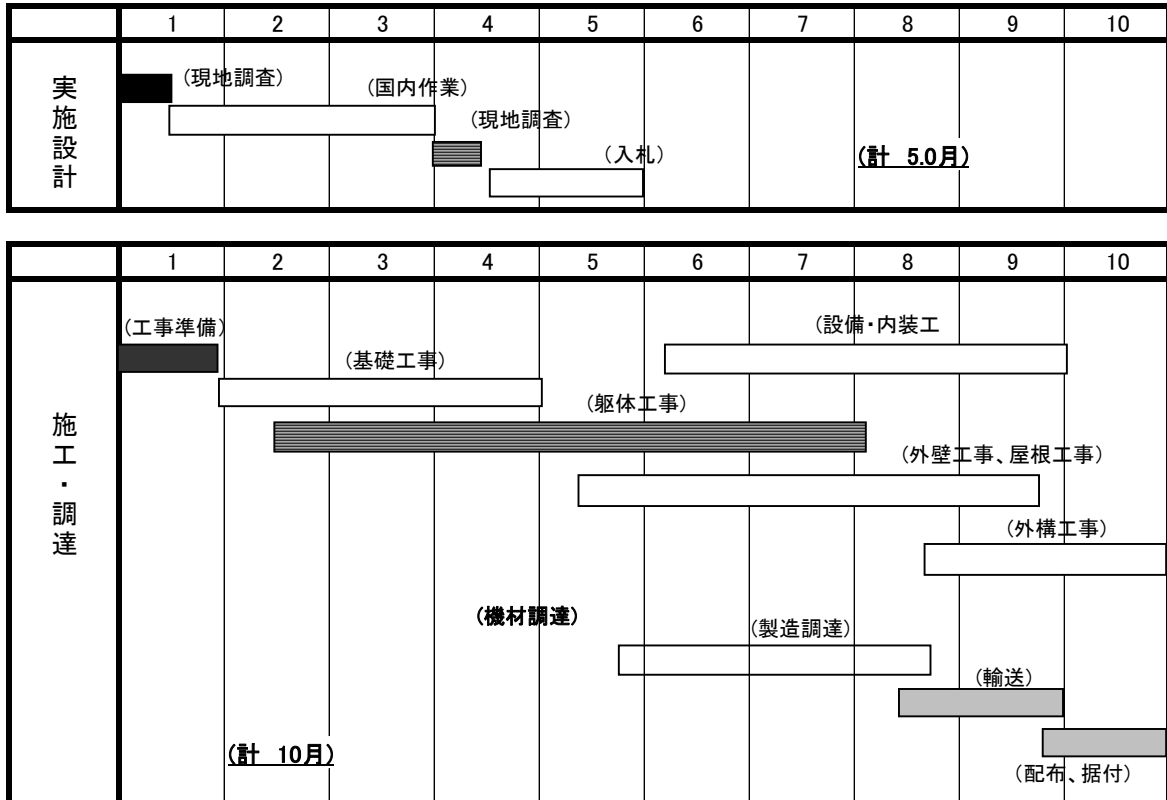 1 2 3 4 5 6 7 8 9 10
実施設計
(現地調査)
(国内作業)
(現地調査)
(入札)
(計 5.0月)
1 2 3 4 5 6 7 8 9 10
施工・調達
(工事準備)
(設備・内装工
(基礎工事)
(躯体工事)
(外壁工事、屋根工事)
(外構工事)
(機材調達)
(製造調達)
(輸送)
(計 10月)
(配布、据付)